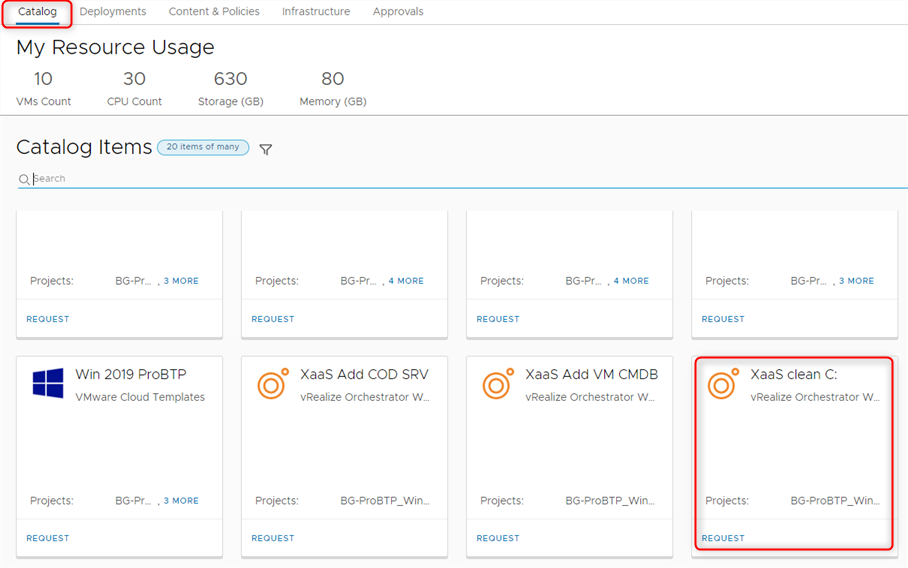 Catalog Deployments Content & Policies Infrastructure Approvals
My Resource Usage
10 30 630 80
VMs Count CPU Count Storage (GB) Memory (GB)
Catalog Items 20 items of many
Search
Projects: BG-Pr... , 3 MORE Projects: BG-Pr... , 4 MORE Projects: BG-Pr... , 4 MORE Projects: BG-Pr... , 3 MORE
REQUEST REQUEST REQUEST REQUEST
Win 2019 ProBTP XaaS Add COD SRV XaaS Add VM CMDB XaaS clean C:
VMware Cloud Templates vRealize Orchestrator W... vRealize Orchestrator W... vRealize Orchestrator W...
Projects: BG-Pr... , 3 MORE Projects: BG-ProBTP_Win... Projects: BG-ProBTP_Win... Projects: BG-ProBTP_Win...
REQUEST REQUEST REQUEST REQUEST